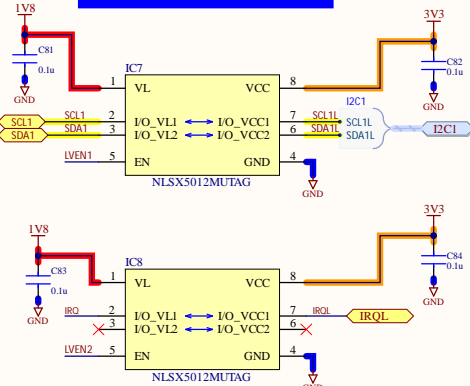 1V8
3V3
C81
0.1u
GND
IC7
1 VL VCC 8
C82
0.1u
GND
I2C1
SCL1 SCL1 2 I/O_VL1 I/O_VCC1 7 SCL1L SCL1L
SDA1 SDA1 3 I/O_VL2 I/O_VCC2 6 SDA1L SDA1L
I2C1
LVEN1 5 EN GND 4
NLSX5012MUTAG
GND
1V8
3V3
C83
0.1u
GND
IC8
1 VL VCC 8
C84
0.1u
GND
IRQ 2 I/O_VL1 I/O_VCC1 7 IRQL IRQL
3 I/O_VL2 I/O_VCC2 6
LVEN2 5 EN GND 4
NLSX5012MUTAG
GND